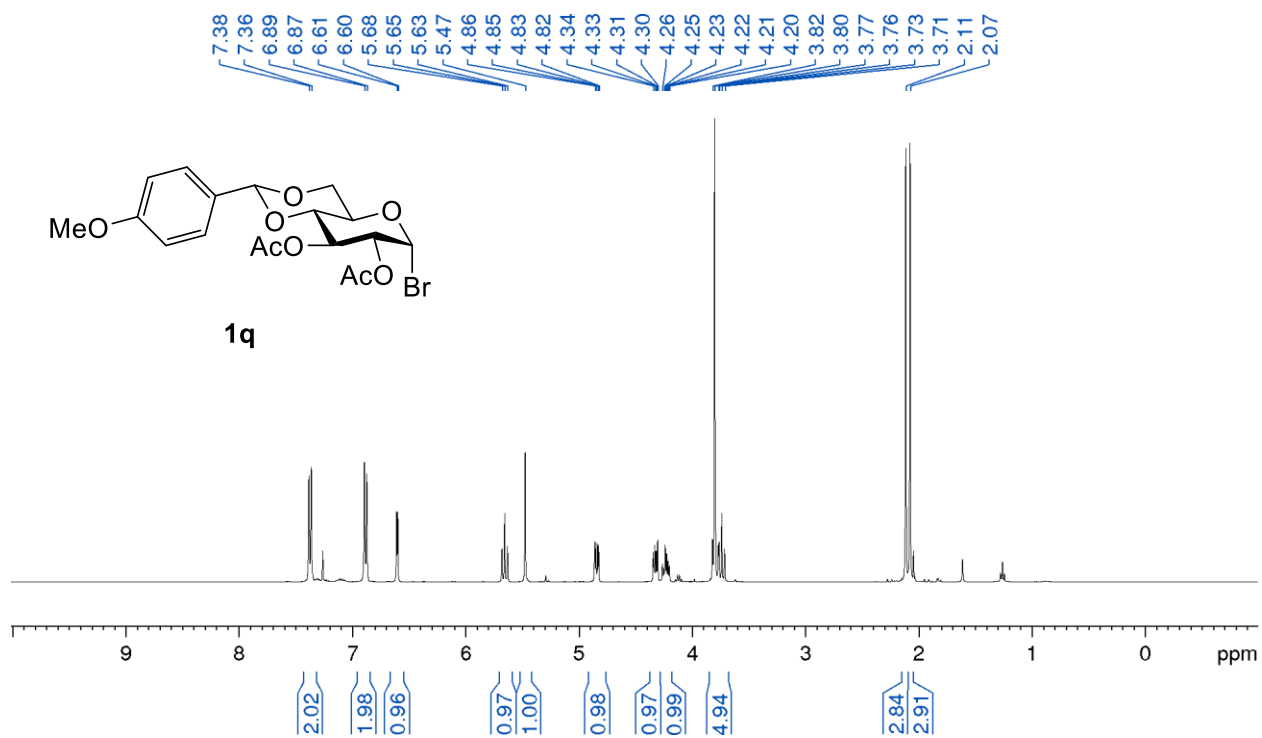 7.38 7.36 6.89 6.87 6.61 6.60 5.68 5.65 5.63 5.47 4.86 4.85 4.83 4.82 4.34 4.33 4.31 4.30 4.26 4.25 4.23 4.22 4.21 4.20 3.82 3.80 3.77 3.76 3.73 3.71 2.11 2.07
O
O
O
MeO
AcO
AcO
Br
1q
9 8 7 6 5 4 3 2 1 0 ppm
2.02 1.98 0.96 0.97 1.00 0.98 0.97 0.99 4.94 2.84 2.91